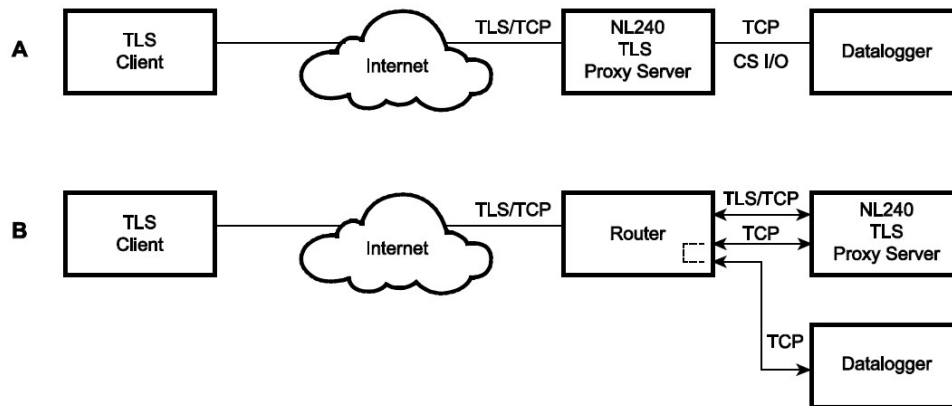 A
TLS
Client
Internet
TLS/TCP
NL240
TLS
Proxy Server
TCP
CS I/O
Datalogger
B
TLS
Client
Internet
TLS/TCP
Router
TLS/TCP
TCP
NL240
TLS
Proxy Server
TCP
Datalogger